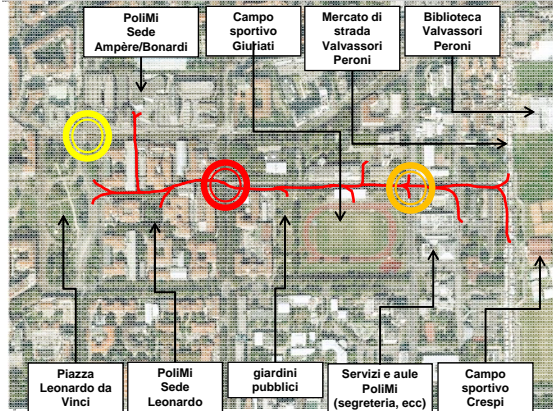 PoliMi
Sede
Ampère/Bonardi
Campo
sportivo
Giuriati
Mercato di
strada
Valvassori
Peroni
Biblioteca
Valvassori
Peroni
Piazza
Leonardo da
Vinci
PoliMi
Sede
Leonardo
giardini
pubblici
Servizi e aule
PoliMi
(segreteria, ecc)
Campo
sportivo
Crespi